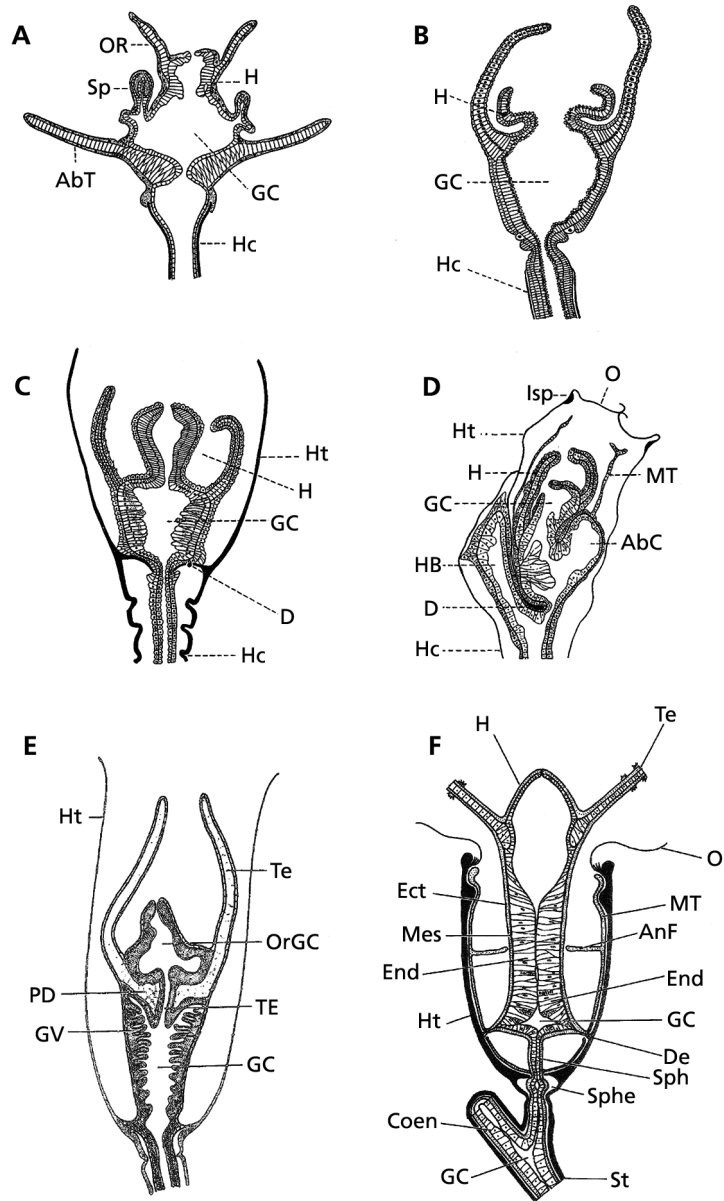 A
OR
Sp
H
AbT
GC
Hc
B
H
GC
Hc
C
Ht
H
GC
D
Hc
D
O
Isp
Ht
H
MT
GC
AbC
HB
D
Hc
E
Ht
Te
OrGC
PD
TE
GV
GC
F
H
Te
O
Ect
MT
Mes
AnF
End
End
Ht
GC
De
Sph
Sphe
Coen
GC
St